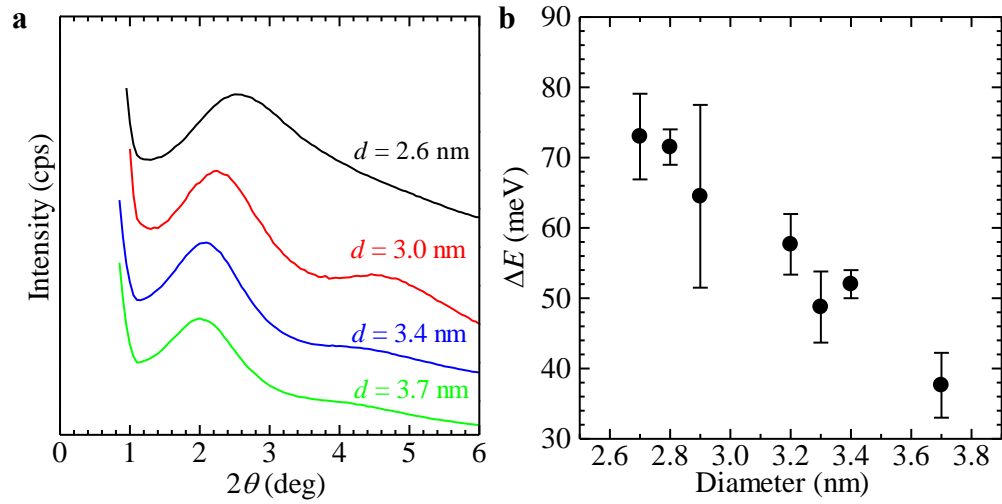 a
Intensity (cps)
d = 2.6 nm
d = 3.0 nm
d = 3.4 nm
d = 3.7 nm
0 1 2 3 4 5 6
2θ (deg)
b
ΔE (meV)
90
80
70
60
50
40
30
2.6 2.8 3.0 3.2 3.4 3.6 3.8
Diameter (nm)